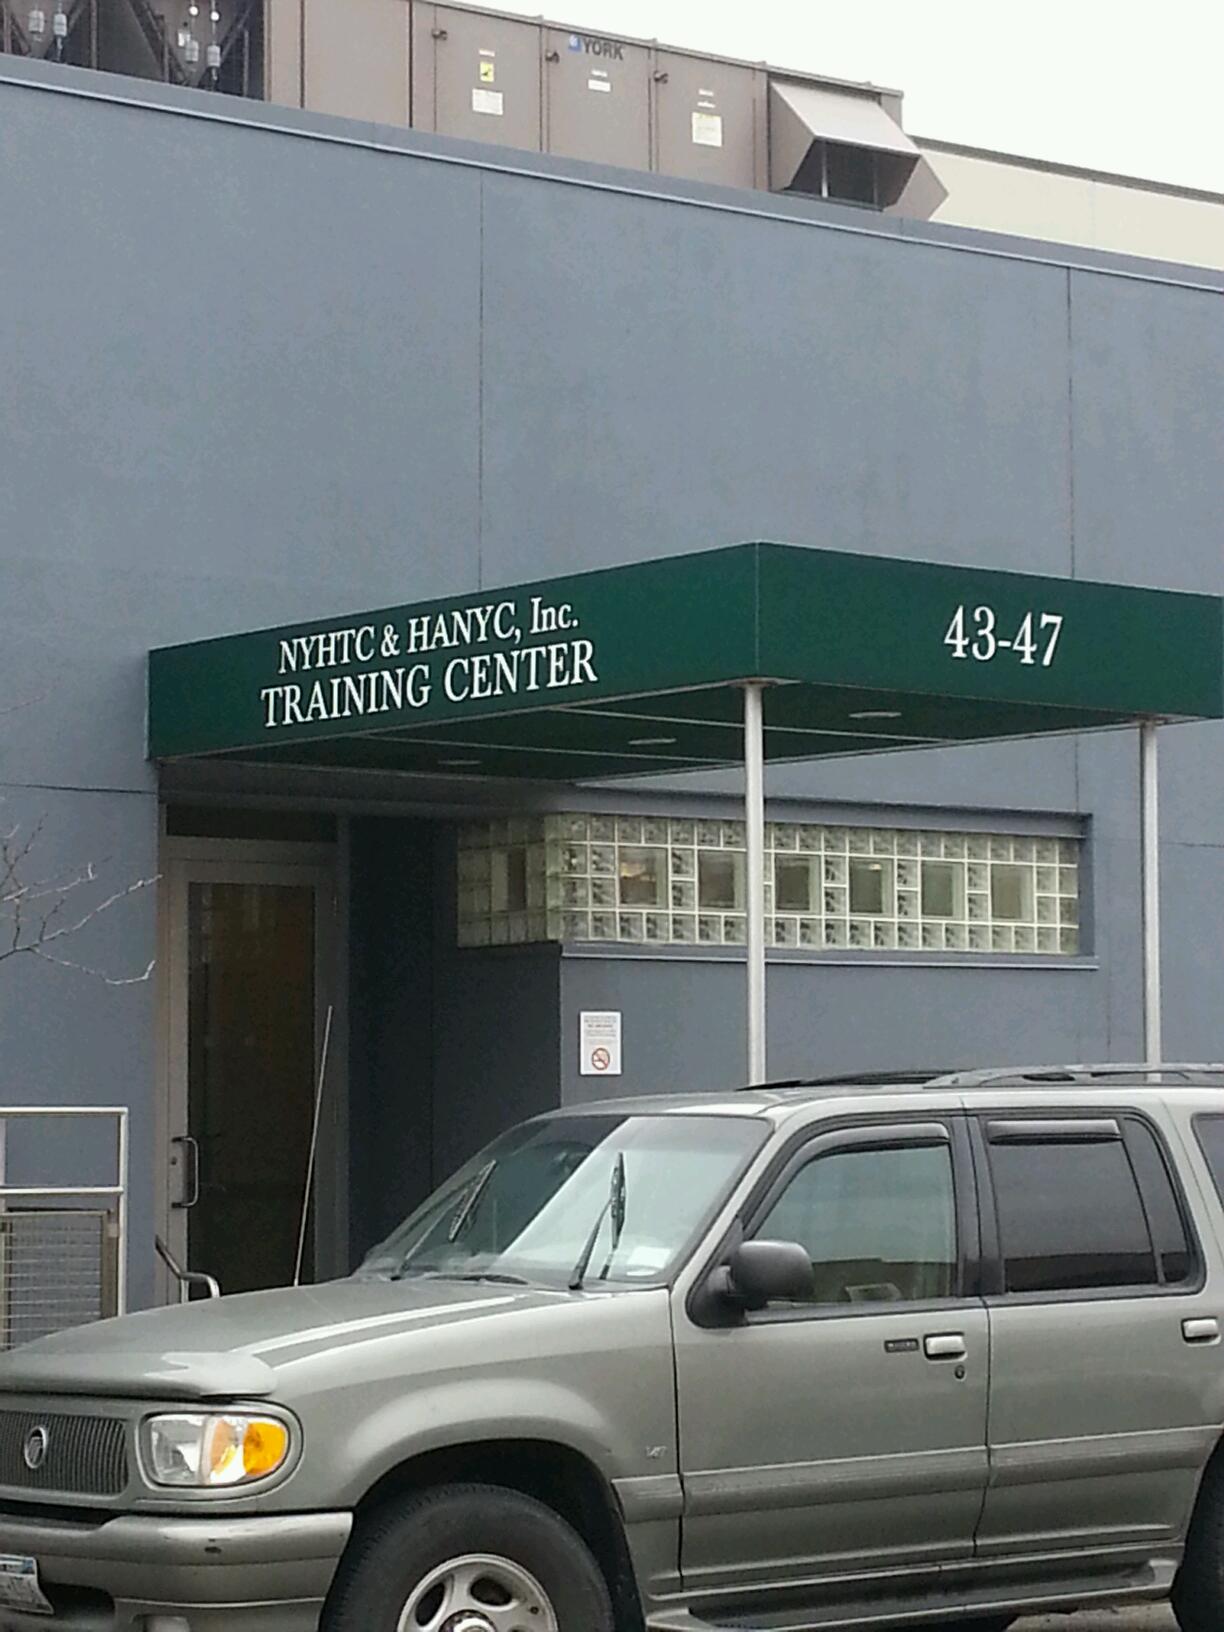 YORK
NYHTC & HANYC, Inc.
TRAINING CENTER
43-47